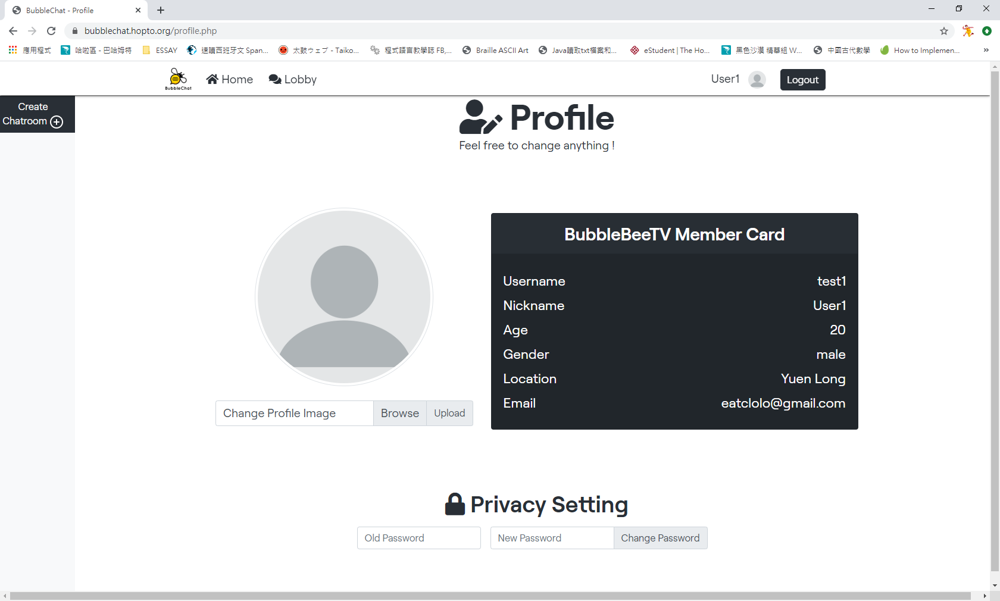 BubbleChat - Profile
bubblechat.hopto.org/profile.php
應用程式 哈啦區 - 巴哈姆特 ESSAY 速讀西班牙文 Span... 太鼓ウェブ - Taiko... 程式語言教學誌 FB,... Braille ASCII Art Java讀取txt檔案和... eStudent | The Ho... 黑色沙漠 精華組 W... 中國古代數學 How to Implemen... »
BubbleChat Home Lobby User1 Logout
Create
Chatroom
Profile
Feel free to change anything !
BubbleBeeTV Member Card
Username test1
Nickname User1
Age 20
Gender male
Location Yuen Long
Email eatclolo@gmail.com
Change Profile Image Browse Upload
Privacy Setting
Old Password New Password Change Password